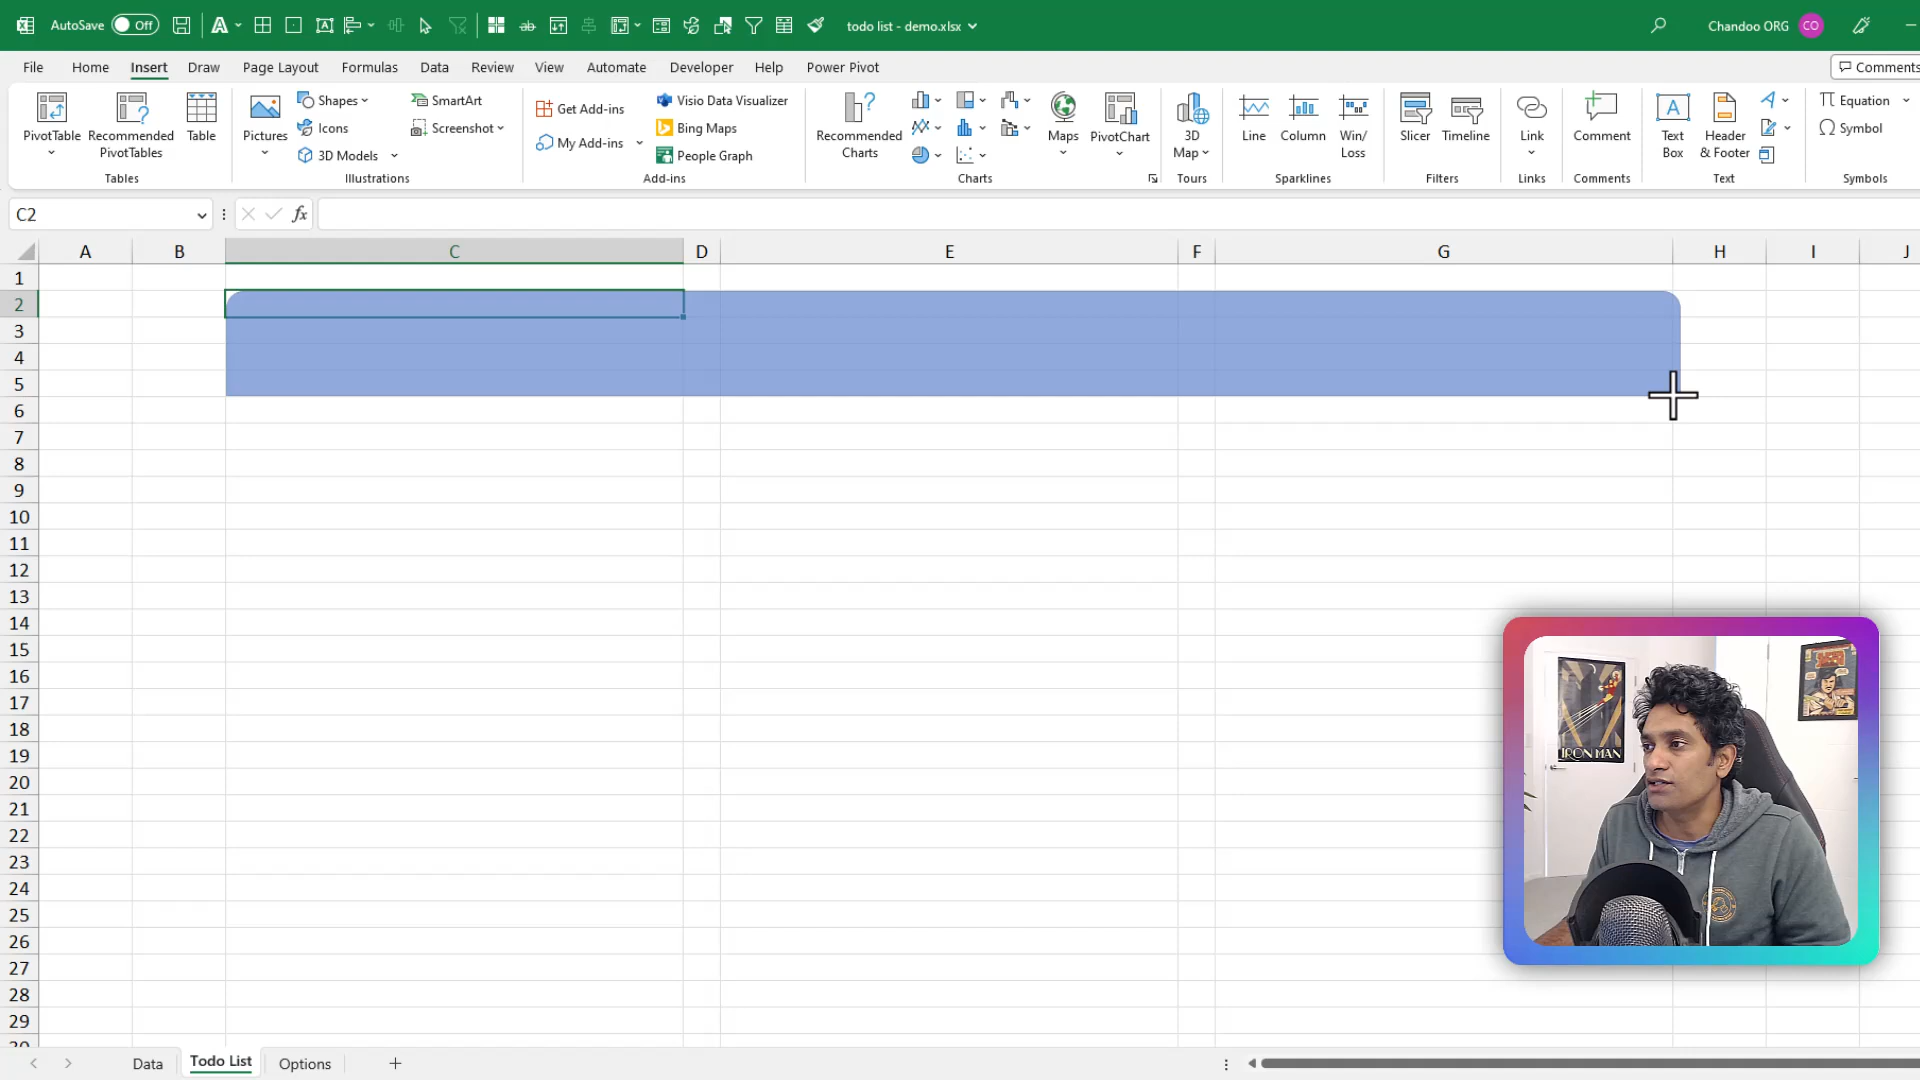 AutoSave Off todo list - demo.xlsx Chandoo ORG CO
File Home Insert Draw Page Layout Formulas Data Review View Automate Developer Help Power Pivot Comments
PivotTable Recommended PivotTables Table
Tables
Pictures Shapes Icons 3D Models SmartArt Screenshot
Illustrations
Get Add-ins My Add-ins Visio Data Visualizer Bing Maps People Graph
Add-ins
Recommended Charts Maps PivotChart
Charts
3D Map
Tours
Line Column Win/Loss
Sparklines
Slicer Timeline
Filters
Link
Links
Comment
Comments
Text Box Header & Footer
Text
Equation Symbol
Symbols
C2 fx
A B C D E F G H I J
1
2
3
4
5
6
7
8
9
10
11
12
13
14
15
16
17
18
19
20
21
22
23
24
25
26
27
28
29
30
IRON MAN
Data Todo List Options